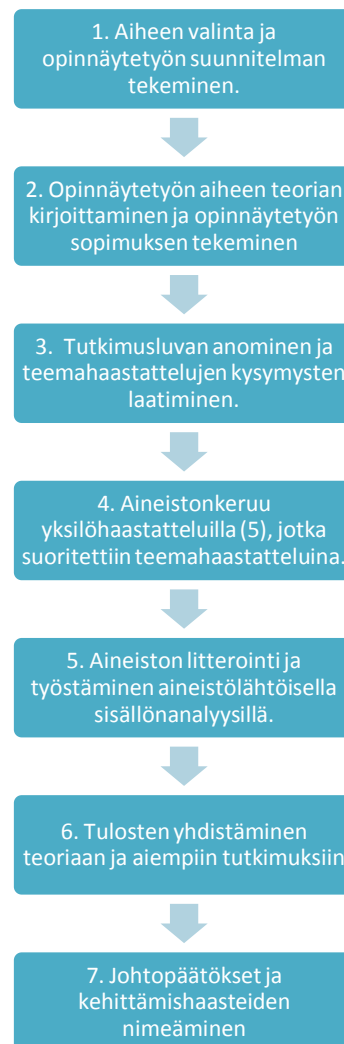 1. Aiheen valinta ja
opinnäytetyön suunnitelman
tekeminen.
2. Opinnäytetyön aiheen teorian
kirjoittaminen ja opinnäytetyön
sopimuksen tekeminen
3. Tutkimusluvan anominen ja
teemahaastattelujen kysymysten
laatiminen.
4. Aineistonkeruu
yksilöhaastatteluilla (5), jotka
suoritettiin teemahaastatteluina.
5. Aineiston litterointi ja
työstäminen aineistölähtöisella
sisällönanalyysillä.
6. Tulosten yhdistäminen
teoriaan ja aiempiin tutkimuksiin
7. Johtopäätökset ja
kehittämishaasteiden
nimeäminen